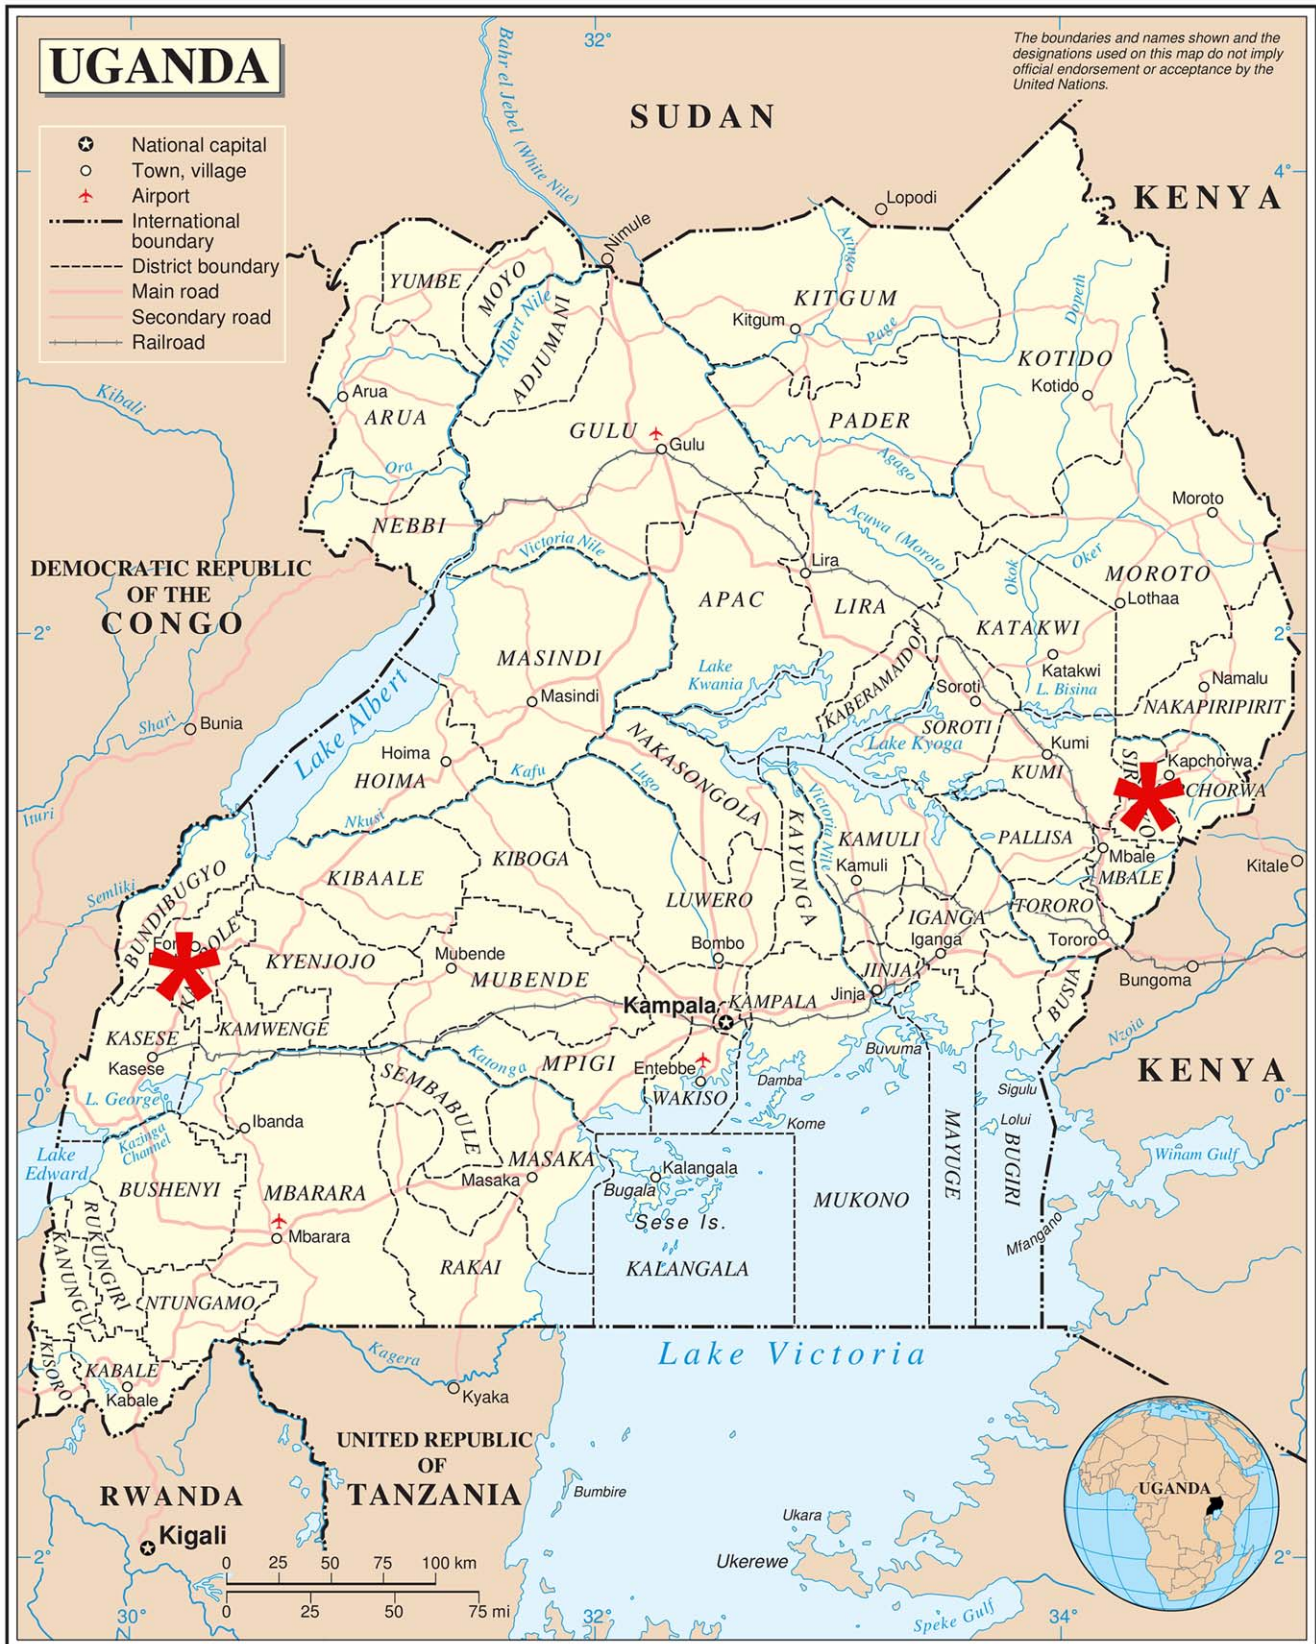 UGANDA
National capital
Town, village
Airport
International
boundary
District boundary
Main road
Secondary road
Railroad
32°
The boundaries and names shown and the
designations used on this map do not imply
official endorsement or acceptance by the
United Nations.
SUDAN
Bahr el Jebel (White Nile)
4°
KENYA
Lopodi
Nimule
Aringo
YUMBE
MOYO
Albert Nile
ADJUMANI
KITGUM
Kitgum
Page
Dopeth
KOTIDO
Kotido
Kibali
Arua
ARUA
GULU
Gulu
PADER
Agago
Ora
NEBBI
Moroto
Victoria Nile
Acuwa (Moroto
Okok
Oker
DEMOCRATIC REPUBLIC
OF THE
CONGO
Lira
APAC
LIRA
MOROTO
Lothaa
2°
KATAKWI
2°
MASINDI
Masindi
Lake
Kwania
KABERAMAIDO
Katakwi
Soroti
L. Bisina
Namalu
NAKAPIRIPIRIT
Lake Albert
Shari
Bunia
SOROTI
Lake Kyoga
Kumi
KUMI
Kapchorwa
CHORWA
SIR
Hoima
HOIMA
Kafu
Lugo
NAKASONGOLA
Nkusi
Ituri
Victoria Nile
KAYUNGA
KAMULI
Kamuli
PALLISA
Mbale
MBALE
Kitale
Semliki
BUNDIBUGYO
KIBAALE
KIBOGA
LUWERO
IGANGA
Iganga
TORORO
Tororo
For
KYENJOJO
Mubende
MUBENDE
Bombo
JINJA
Jinja
BUSIA
Bungoma
Kampala
KAMPALA
KASESE
Kasese
KAMWENGE
Katonga
MPIGI
Entebbe
WAKISO
Damba
Kome
Buvuma
Nzoia
KENYA
0°
0°
L. George
Kazinga
Channel
Ibanda
SEMBABULE
Sigulu
Lolui
Lake
Edward
BUSHENYI
MBARARA
Mbarara
MASAKA
Masaka
Kalangala
Bugala
Sese Is.
KALANGALA
MUKONO
MAYUGE
BUGIRI
Winam Gulf
Mfangano
RUKUNGIRI
KANUNGU
NTUNGAMO
RAKAI
KISORO
KABALE
Kabale
Kagera
Kyaka
Lake Victoria
UNITED REPUBLIC
OF
TANZANIA
RWANDA
Kigali
Bumbire
Ukara
Ukerewe
UGANDA
0 25 50 75 100 km
0 25 50 75 mi
2°
2°
30°
32°
34°
Speke Gulf